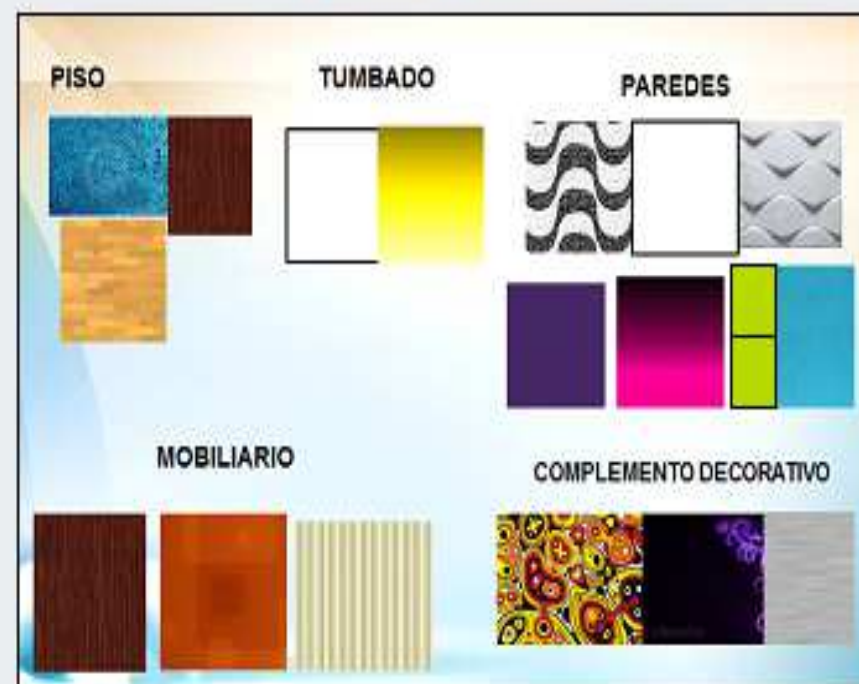 PISO
TUMBADO
PAREDES
MOBILIARIO
COMPLEMENTO DECORATIVO